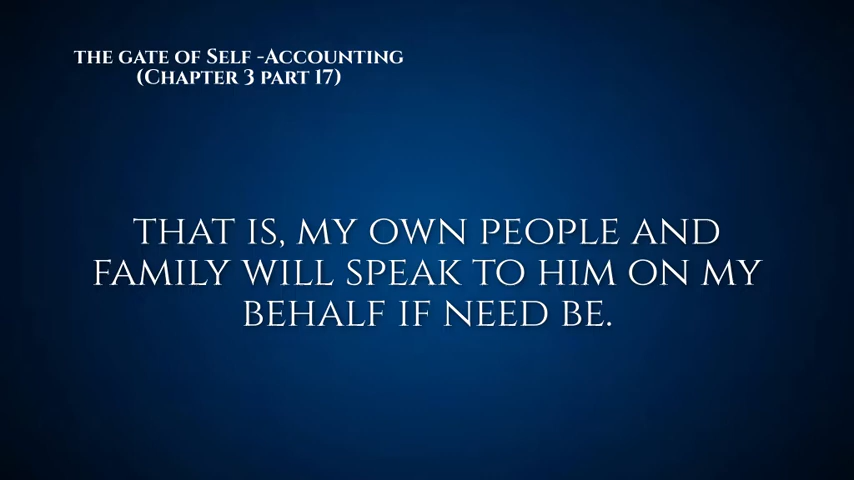 THE GATE OF SELF -ACCOUNTING
(CHAPTER 3 PART 17)
THAT IS, MY OWN PEOPLE AND
FAMILY WILL SPEAK TO HIM ON MY
BEHALF IF NEED BE.